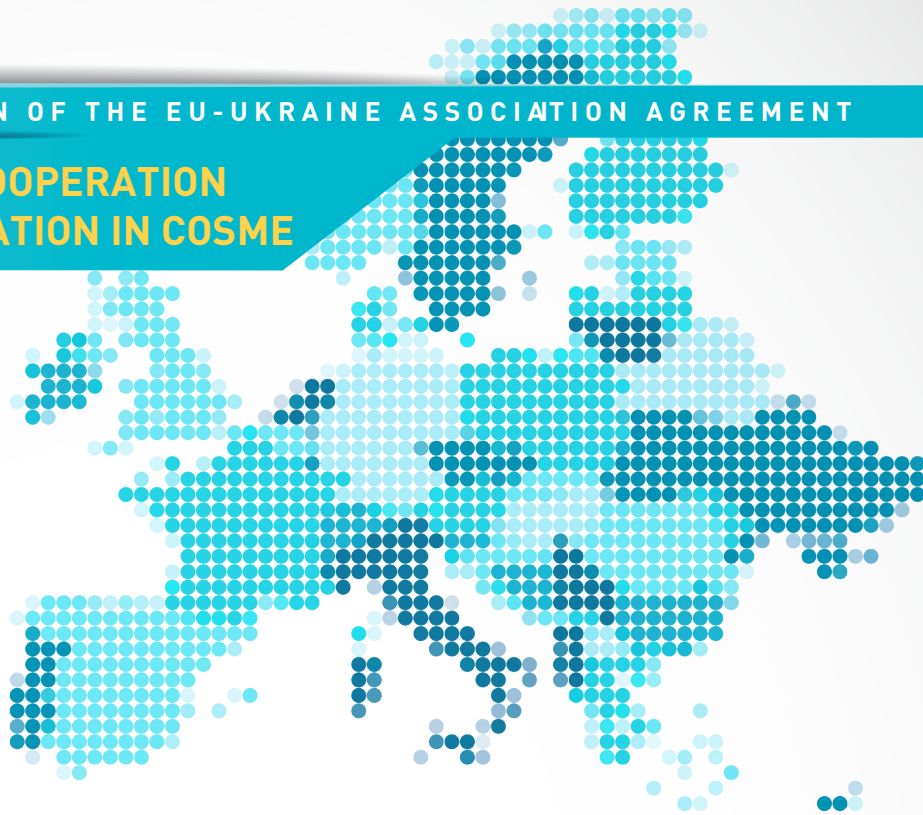 N OF THE EU-UKRAINE ASSOCIATION AGREEMENT
OOPERATION
ATION IN COSME